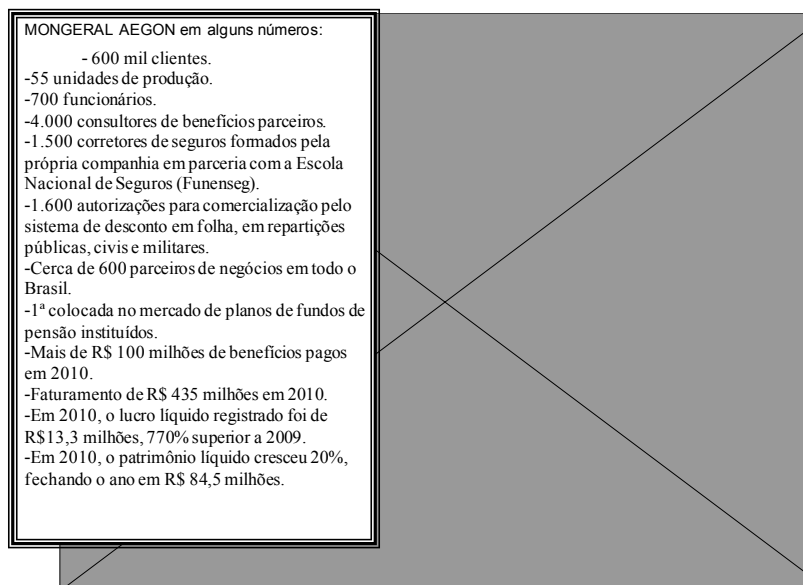 MONGERAL AEGON em alguns números:
- 600 mil clientes.
-55 unidades de produção.
-700 funcionários.
-4.000 consultores de benefícios parceiros.
-1.500 corretores de seguros formados pela
própria companhia em parceria com a Escola
Nacional de Seguros (Funenseg).
-1.600 autorizações para comercialização pelo
sistema de desconto em folha, em repartições
públicas, civis e militares.
-Cerca de 600 parceiros de negócios em todo o
Brasil.
-1ª colocada no mercado de planos de fundos de
pensão instituídos.
-Mais de R$ 100 milhões de benefícios pagos
em 2010.
-Faturamento de R$ 435 milhões em 2010.
-Em 2010, o lucro líquido registrado foi de
R$13,3 milhões, 770% superior a 2009.
-Em 2010, o patrimônio líquido cresceu 20%,
fechando o ano em R$ 84,5 milhões.